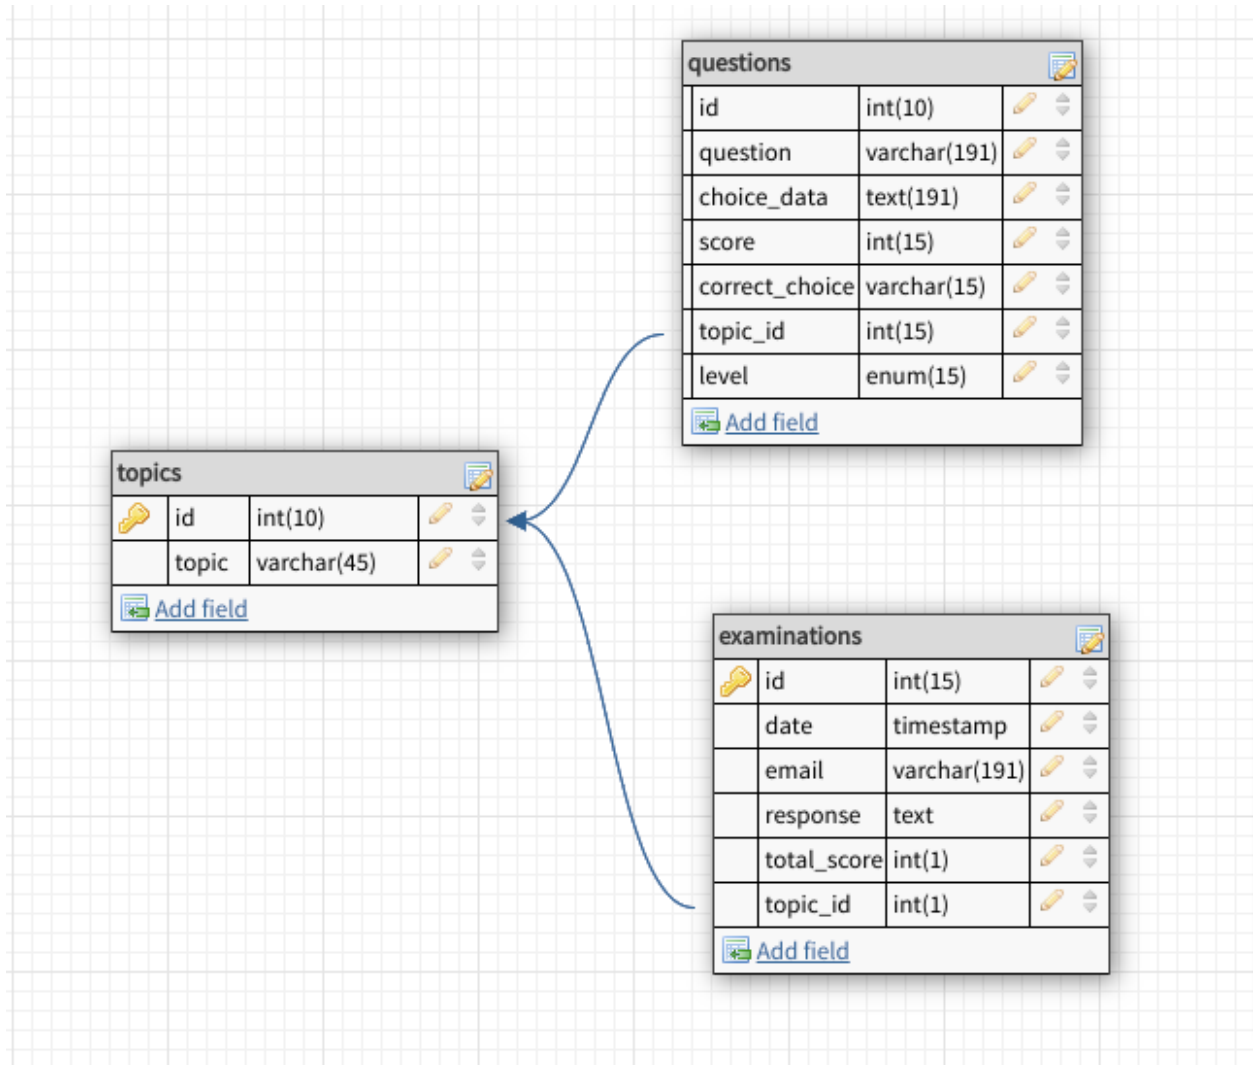 questions
id int(10)
question varchar(191)
choice_data text(191)
score int(15)
correct_choice varchar(15)
topic_id int(15)
level enum(15)
Add field
topics
id int(10)
topic varchar(45)
Add field
examinations
id int(15)
date timestamp
email varchar(191)
response text
total_score int(1)
topic_id int(1)
Add field